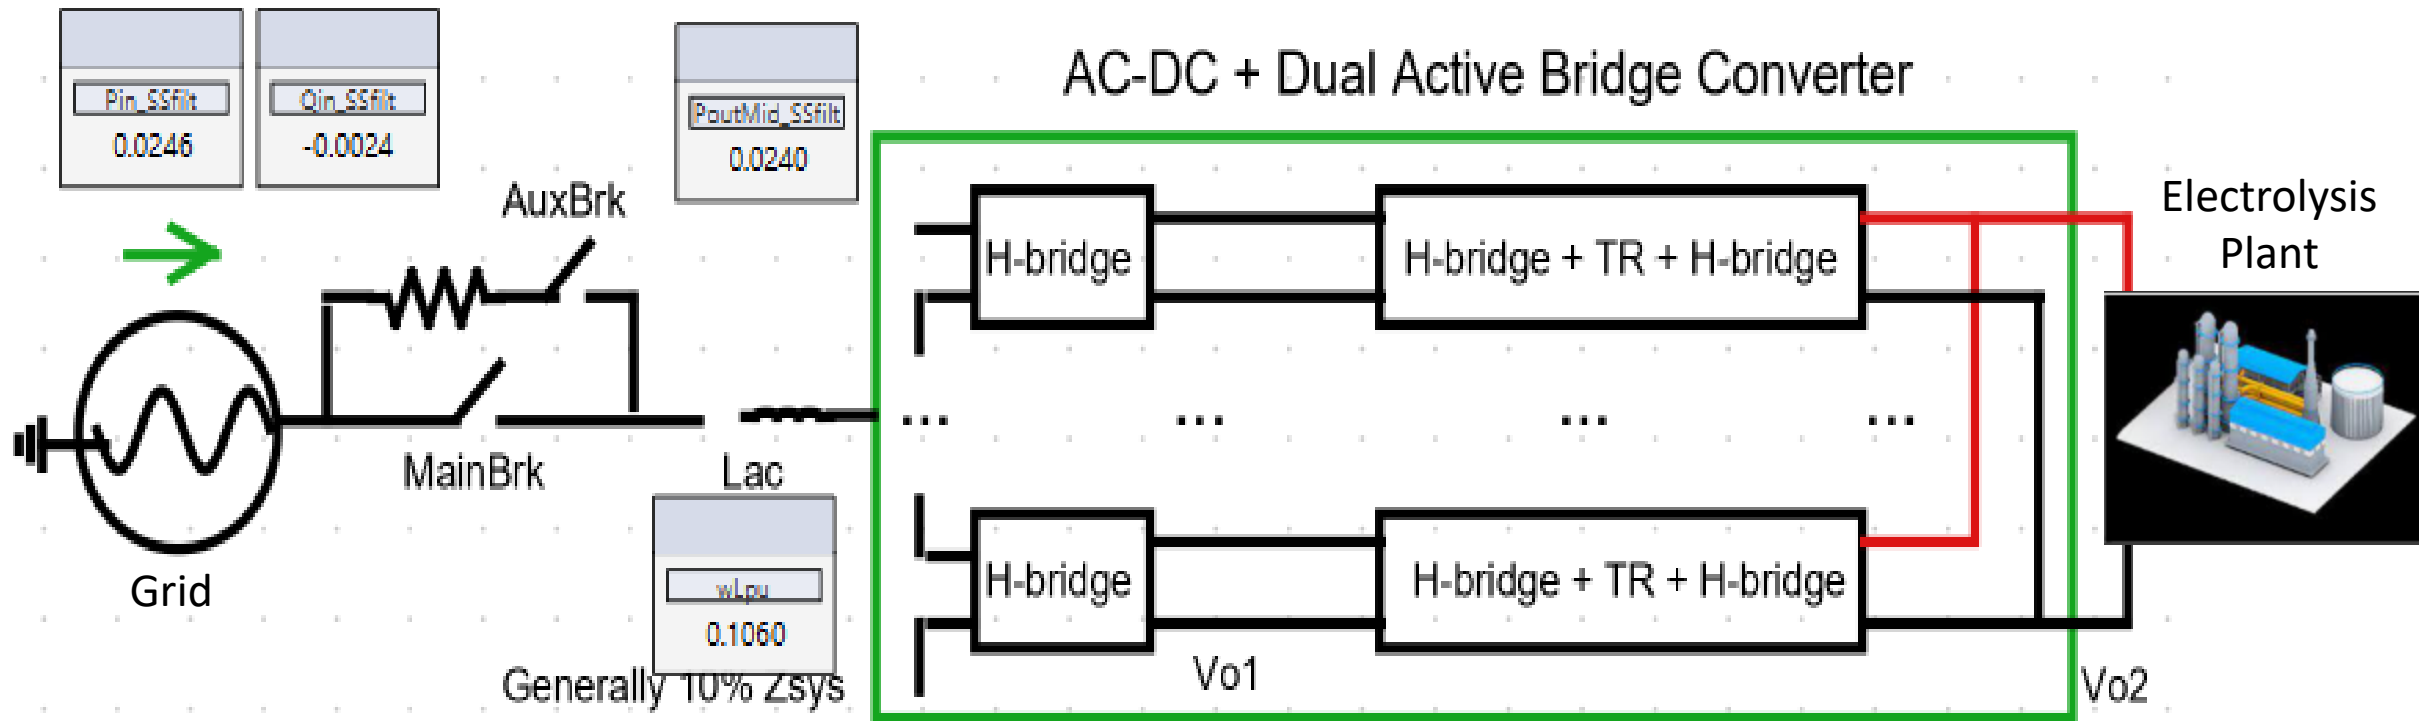 Pin_SSfilt
0.0246
Qin_SSfilt
-0.0024
PoutMid_SSfilt
0.0240
AC-DC + Dual Active Bridge Converter
AuxBrk
MainBrk
Lac
Grid
wLpu
0.1060
Generally 10% Zsys
H-bridge
H-bridge + TR + H-bridge
...
...
...
...
H-bridge
H-bridge + TR + H-bridge
Vo1
Vo2
Electrolysis
Plant